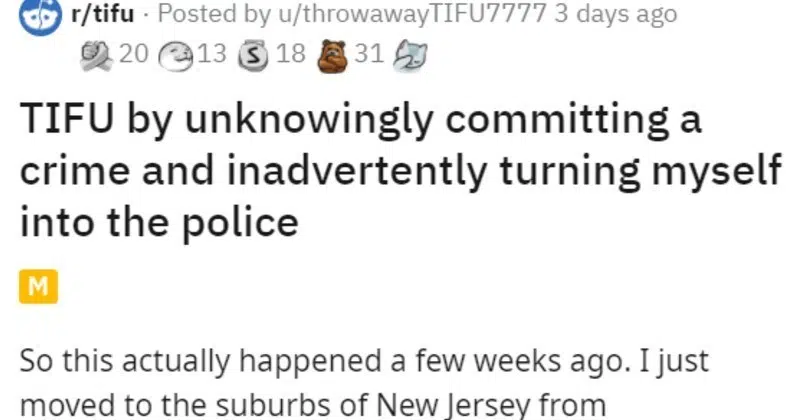 r/tifu · Posted by u/throwawayTIFU7777 3 days ago
20 13 S 18 31
TIFU by unknowingly committing a
crime and inadvertently turning myself
into the police
M
So this actually happened a few weeks ago. I just
moved to the suburbs of New Jersey from